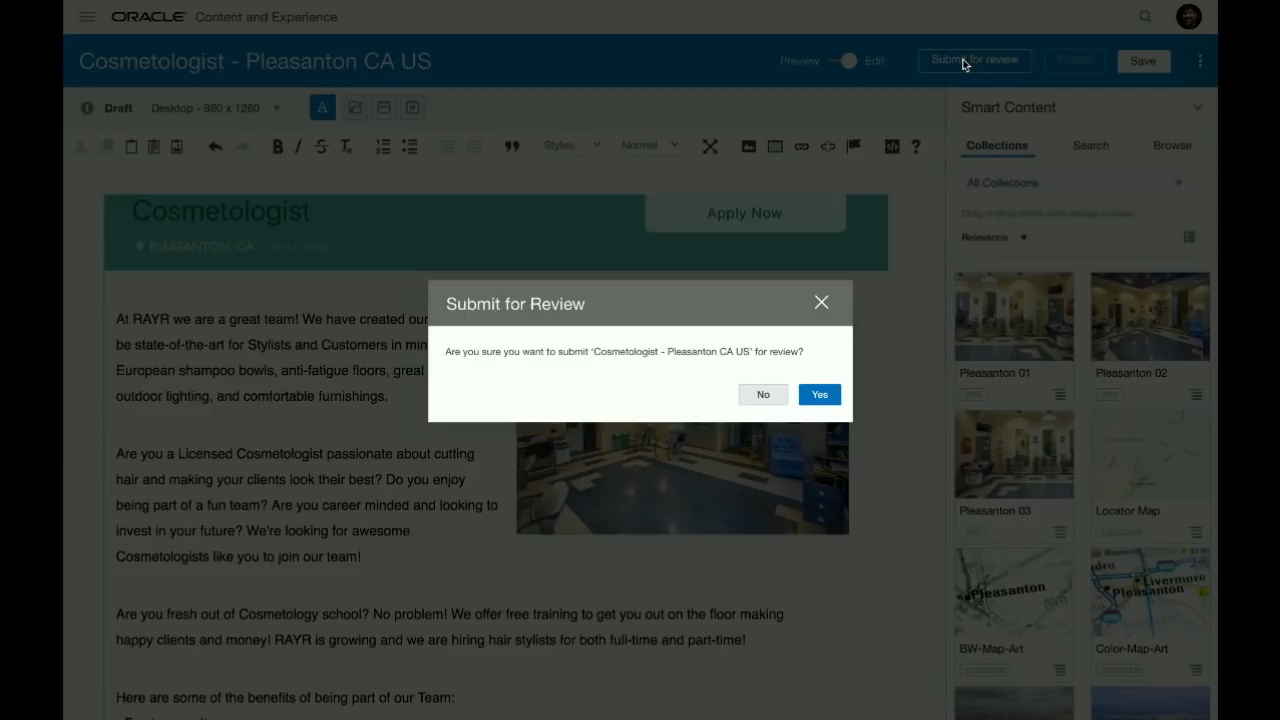 ORACLE Content and Experience
Cosmetologist - Pleasanton CA US
Preview Edit
Submit for review
Publish
Save
Draft
Desktop - 980 x 1280
A
Smart Content
Styles
Normal
Collections Search Browse
All Collections
Relevance
Cosmetologist
Apply Now
PLEASANTON, CA
FULL-TIME
Submit for Review
Are you sure you want to submit 'Cosmetologist - Pleasanton CA US' for review?
No
Yes
At RAYR we are a great team! We have created our
be state-of-the-art for Stylists and Customers in min
European shampoo bowls, anti-fatigue floors, great
outdoor lighting, and comfortable furnishings.
Are you a Licensed Cosmetologist passionate about cutting
hair and making your clients look their best? Do you enjoy
being part of a fun team? Are you career minded and looking to
invest in your future? We're looking for awesome
Cosmetologists like you to join our team!
Are you fresh out of Cosmetology school? No problem! We offer free training to get you out on the floor making
happy clients and money! RAYR is growing and we are hiring hair stylists for both full-time and part-time!
Here are some of the benefits of being part of our Team:
Pleasanton 01
Pleasanton 02
Pleasanton 03
Locator Map
Pleasanton
Livermore
Pleasanton
BW-Map-Art
Color-Map-Art